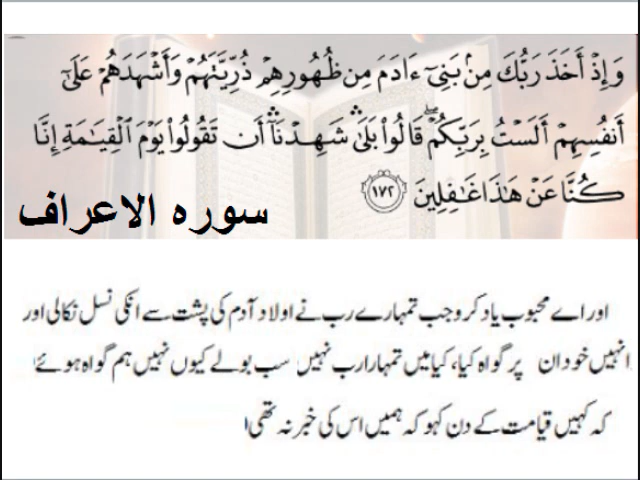 وَإِذۡ أَخَذَ رَبُّكَ مِنۢ بَنِيٓ ءَادَمَ مِن ظُهُورِهِمۡ ذُرِّيَّتَهُمۡ وَأَشۡهَدَهُمۡ عَلَىٰٓ
أَنفُسِهِمۡ أَلَسۡتُ بِرَبِّكُمۡۖ قَالُواْ بَلَىٰ شَهِدۡنَآۚ أَن تَقُولُواْ يَوۡمَ ٱلۡقِيَٰمَةِ إِنَّا
كُنَّا عَنۡ هَٰذَا غَٰفِلِينَ ١٧٢
سوره الاعراف
اور اے محبوب یاد کرو جب تمہارے رب نے اولاد آدم کی پشت سے انکی نسل نکالی اور
انہیں خود ان پر گواہ کیا، کیا میں تمہارا رب نہیں سب بولے کیوں نہیں ہم گواہ ہوئے ا
کہ کہیں قیامت کے دن کہو کہ ہمیں اس کی خبر نہ تھی ا